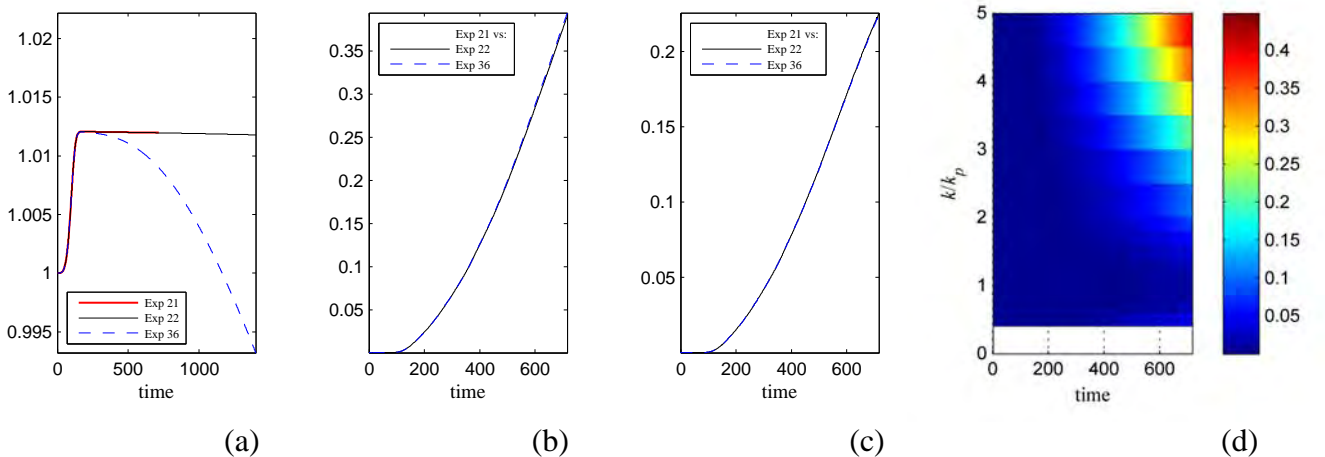 1.02
1.015
1.01
1.005
1
0.995
0 500 1000
time
Exp 21
Exp 22
Exp 36
(a)
0.35
0.3
0.25
0.2
0.15
0.1
0.05
0 200 400 600
time
Exp 21 vs:
Exp 22
Exp 36
(b)
0.2
0.15
0.1
0.05
0 200 400 600
time
Exp 21 vs:
Exp 22
Exp 36
(c)
5
4
3
2
1
0
k/kp
0 200 400 600
time
0.4
0.35
0.3
0.25
0.2
0.15
0.1
0.05
(d)